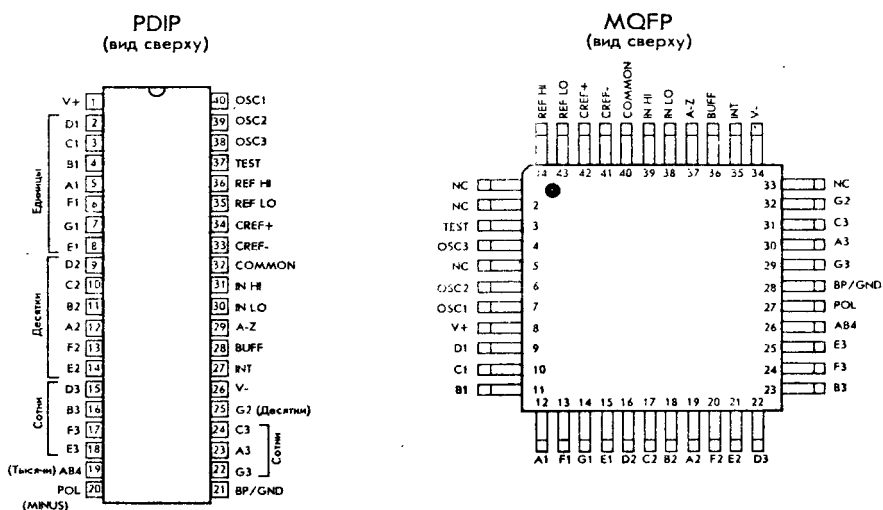 PDIP
(вид сверху)
V+ 1 40 OSC1
D1 2 39 OSC2
C1 3 38 OSC3
B1 4 37 TEST
A1 5 36 REF HI
F1 6 35 REF LO
G1 7 34 CREF+
E1 8 33 CREF-
Единицы
D2 9 32 COMMON
C2 10 31 IN HI
B2 11 30 IN LO
A2 12 29 A-Z
F2 13 28 BUFF
E2 14 27 INT
Десятки
D3 15 26 V-
B3 16 25 G2 (Десятки)
F3 17 24 C3
E3 18 23 A3
Сотни
(Тысячи) AB4 19 22 G3
Сотни
POL 20 21 BP/GND
(MINUS)
MQFP
(вид сверху)
REF HI
REF LO
CREF+
CREF-
COMMON
IN HI
IN LO
A-Z
BUFF
INT
V-
43 42 41 40 39 38 37 36 35 34
NC 33 NC
NC 2 32 G2
TEST 3 31 C3
OSC3 4 30 A3
NC 5 29 G3
OSC2 6 28 BP/GND
OSC1 7 27 POL
V+ 8 26 AB4
D1 9 25 E3
C1 10 24 F3
B1 11 23 B3
12 13 14 15 16 17 18 19 20 21 22
A1 F1 G1 E1 D2 C2 B2 A2 F2 E2 D3